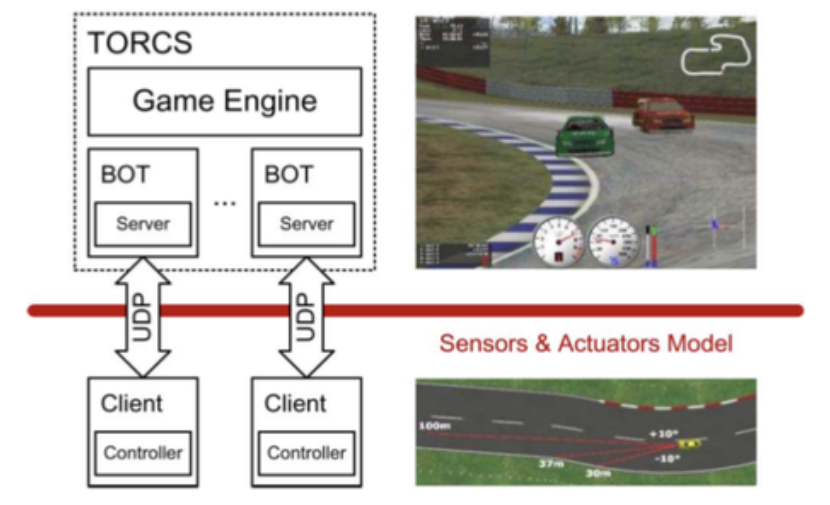 TORCS
Game Engine
BOT
Server
...
BOT
Server
UDP
UDP
Sensors & Actuators Model
Client
Controller
Client
Controller
100m
+10°
-10°
37m
30m